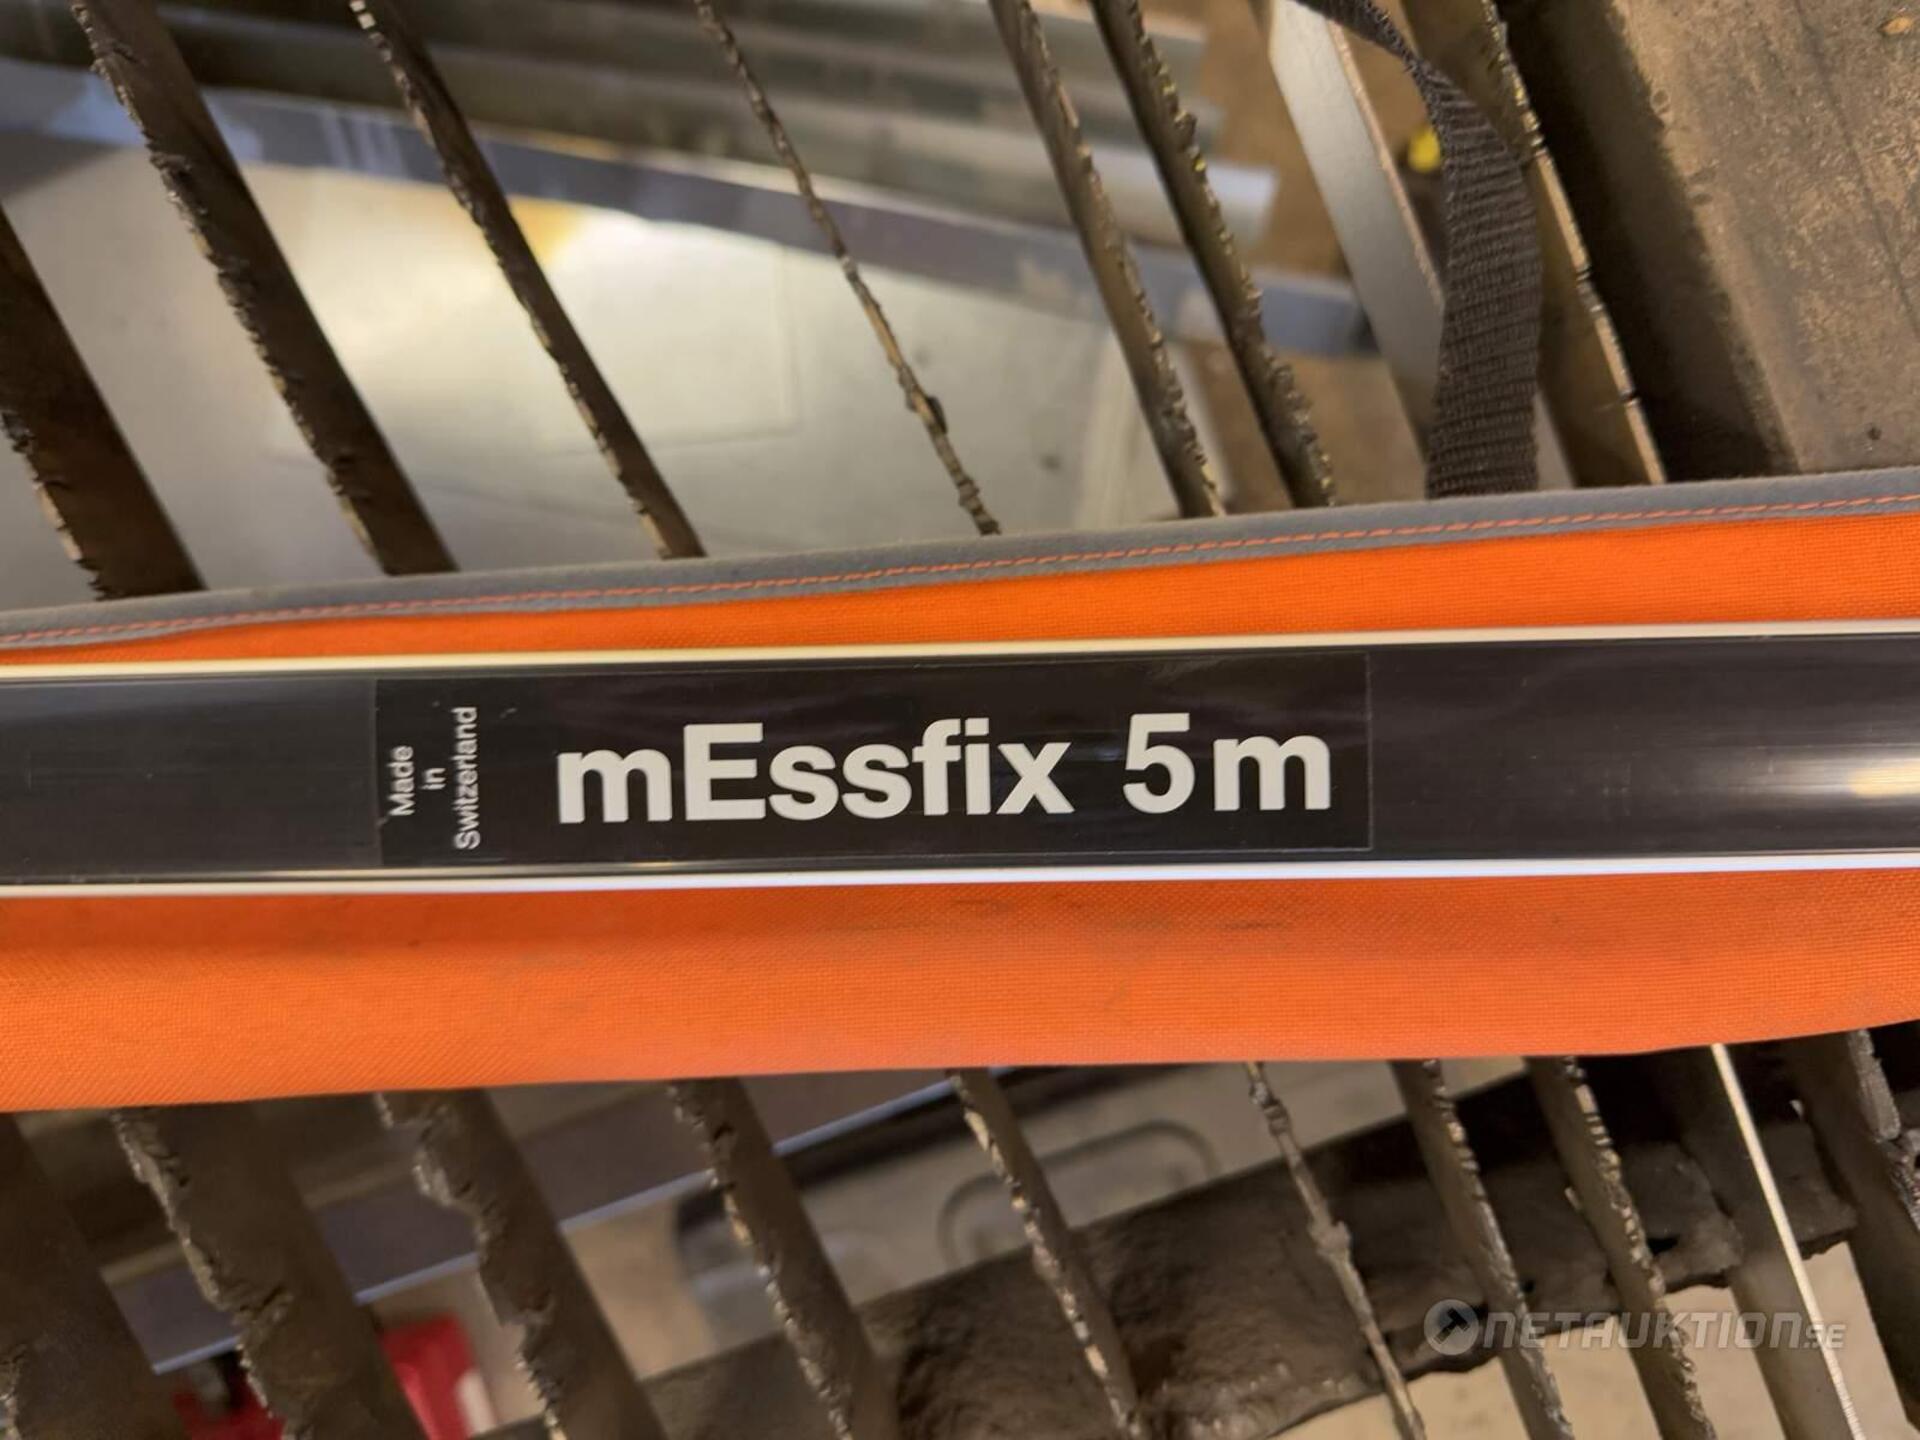 Made
in
Switzerland
mEssfix 5m
NETAUKTION.SE